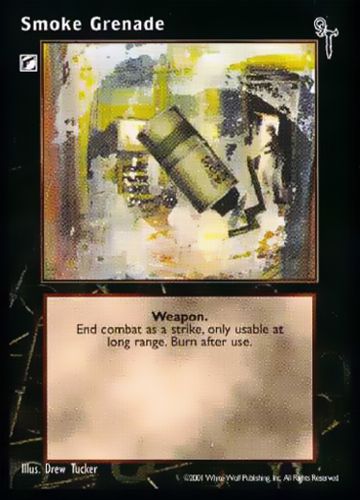 Smoke Grenade
Weapon.
End combat as a strike, only usable at
long range. Burn after use.
Illus. Drew Tucker
©2001 White Wolf Publishing, Inc. All Rights Reserved.